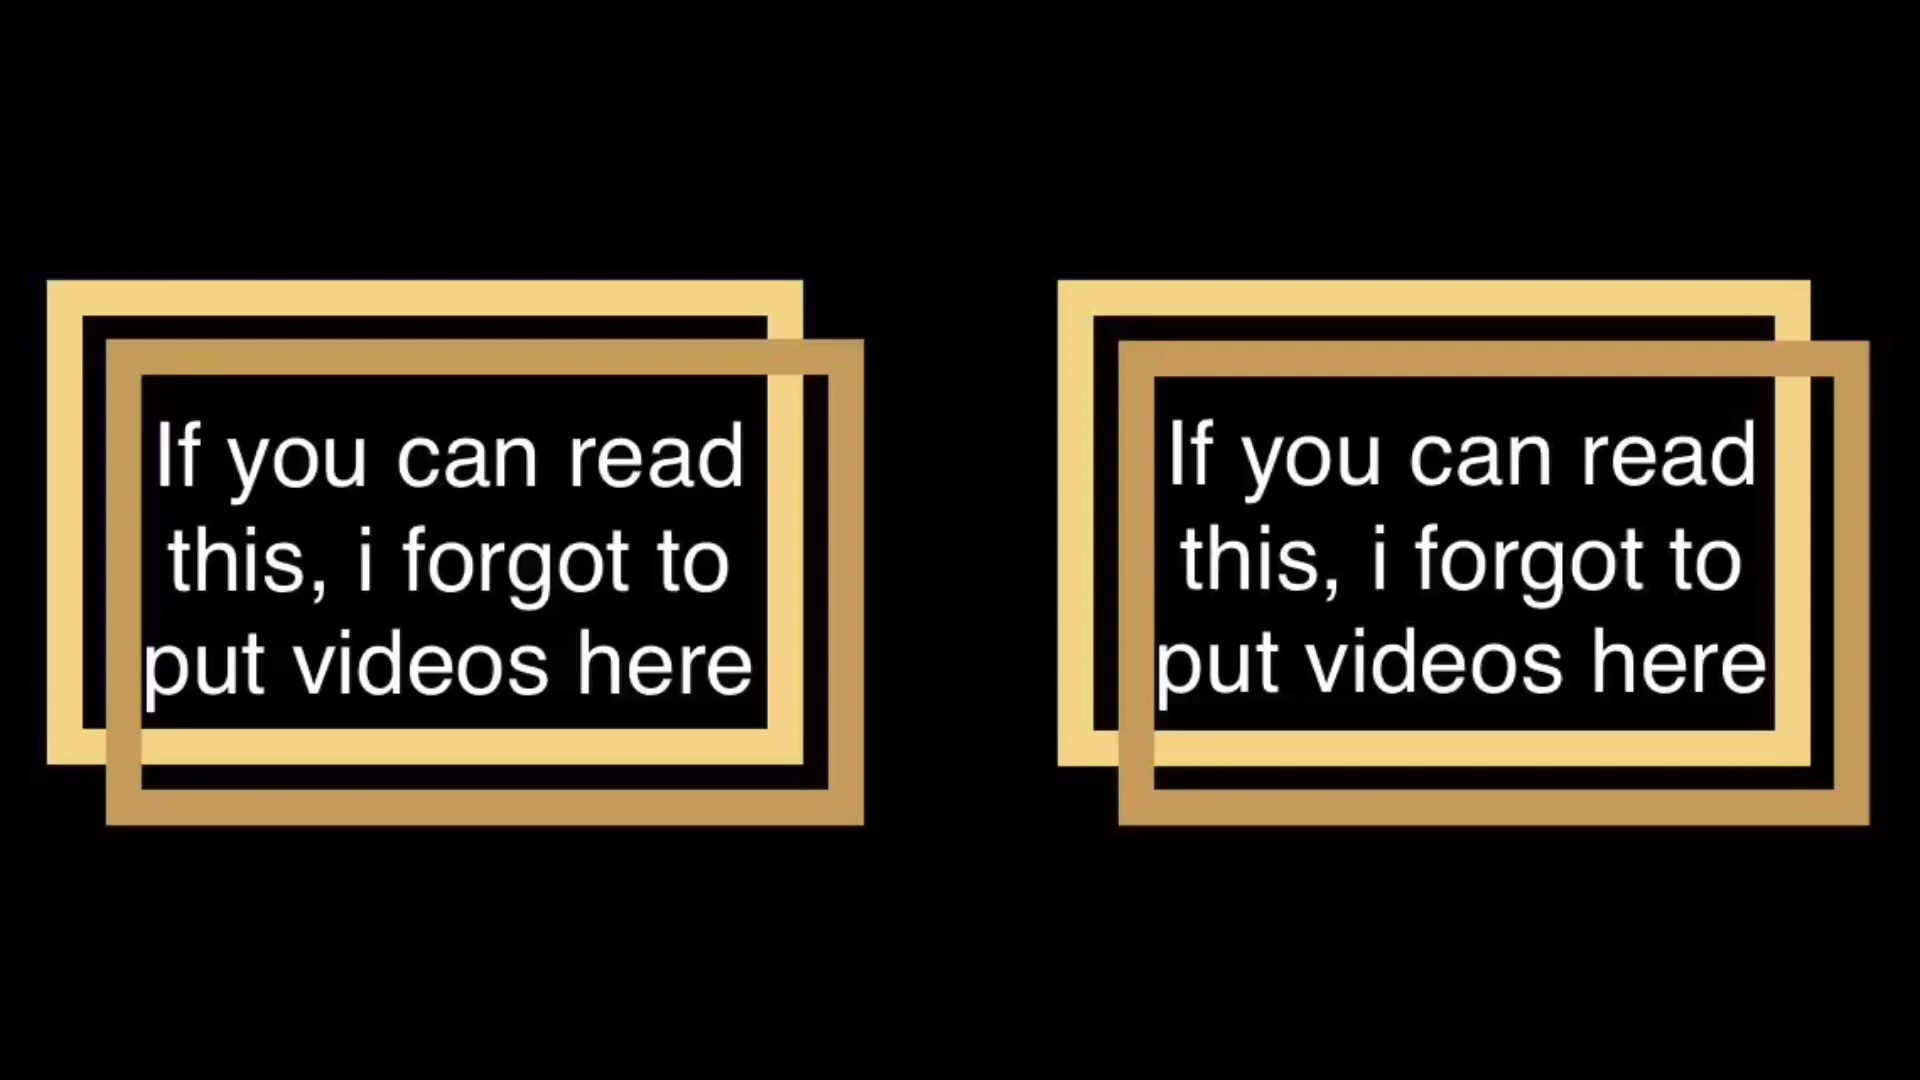 If you can read
this, i forgot to
put videos here
If you can read
this, i forgot to
put videos here